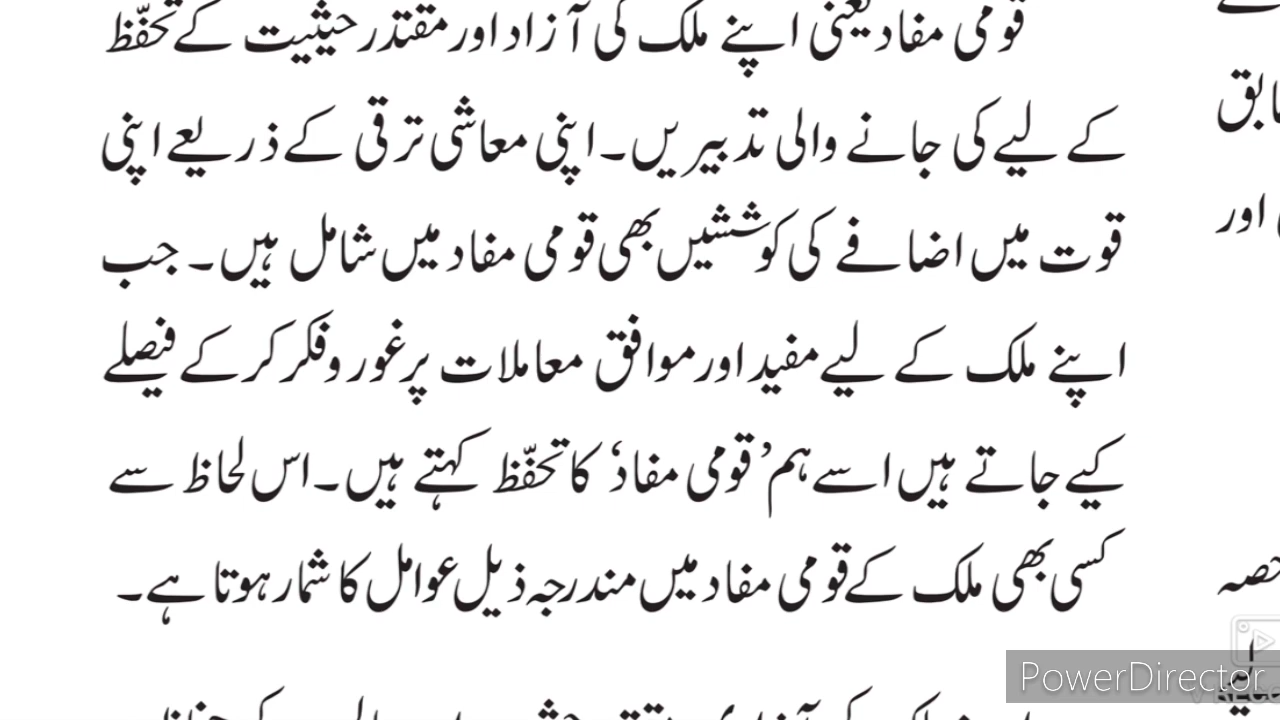 قومی مفاد یعنی اپنے ملک کی آزاد اور مقتدر حیثیت کے تحفّظ
کے لیے کی جانے والی تدبیریں۔ اپنی معاشی ترقی کے ذریعے اپنی
قوت میں اضافے کی کوششیں بھی قومی مفاد میں شامل ہیں۔ جب
اپنے ملک کے لیے مفید اور موافق معاملات پر غور و فکر کر کے فیصلے
کیے جاتے ہیں اسے ہم ’قومی مفاد‘ کا تحفّظ کہتے ہیں۔ اس لحاظ سے
کسی بھی ملک کے قومی مفاد میں مندرجہ ذیل عوامل کا شمار ہوتا ہے۔
اور
حصہ
PowerDirector